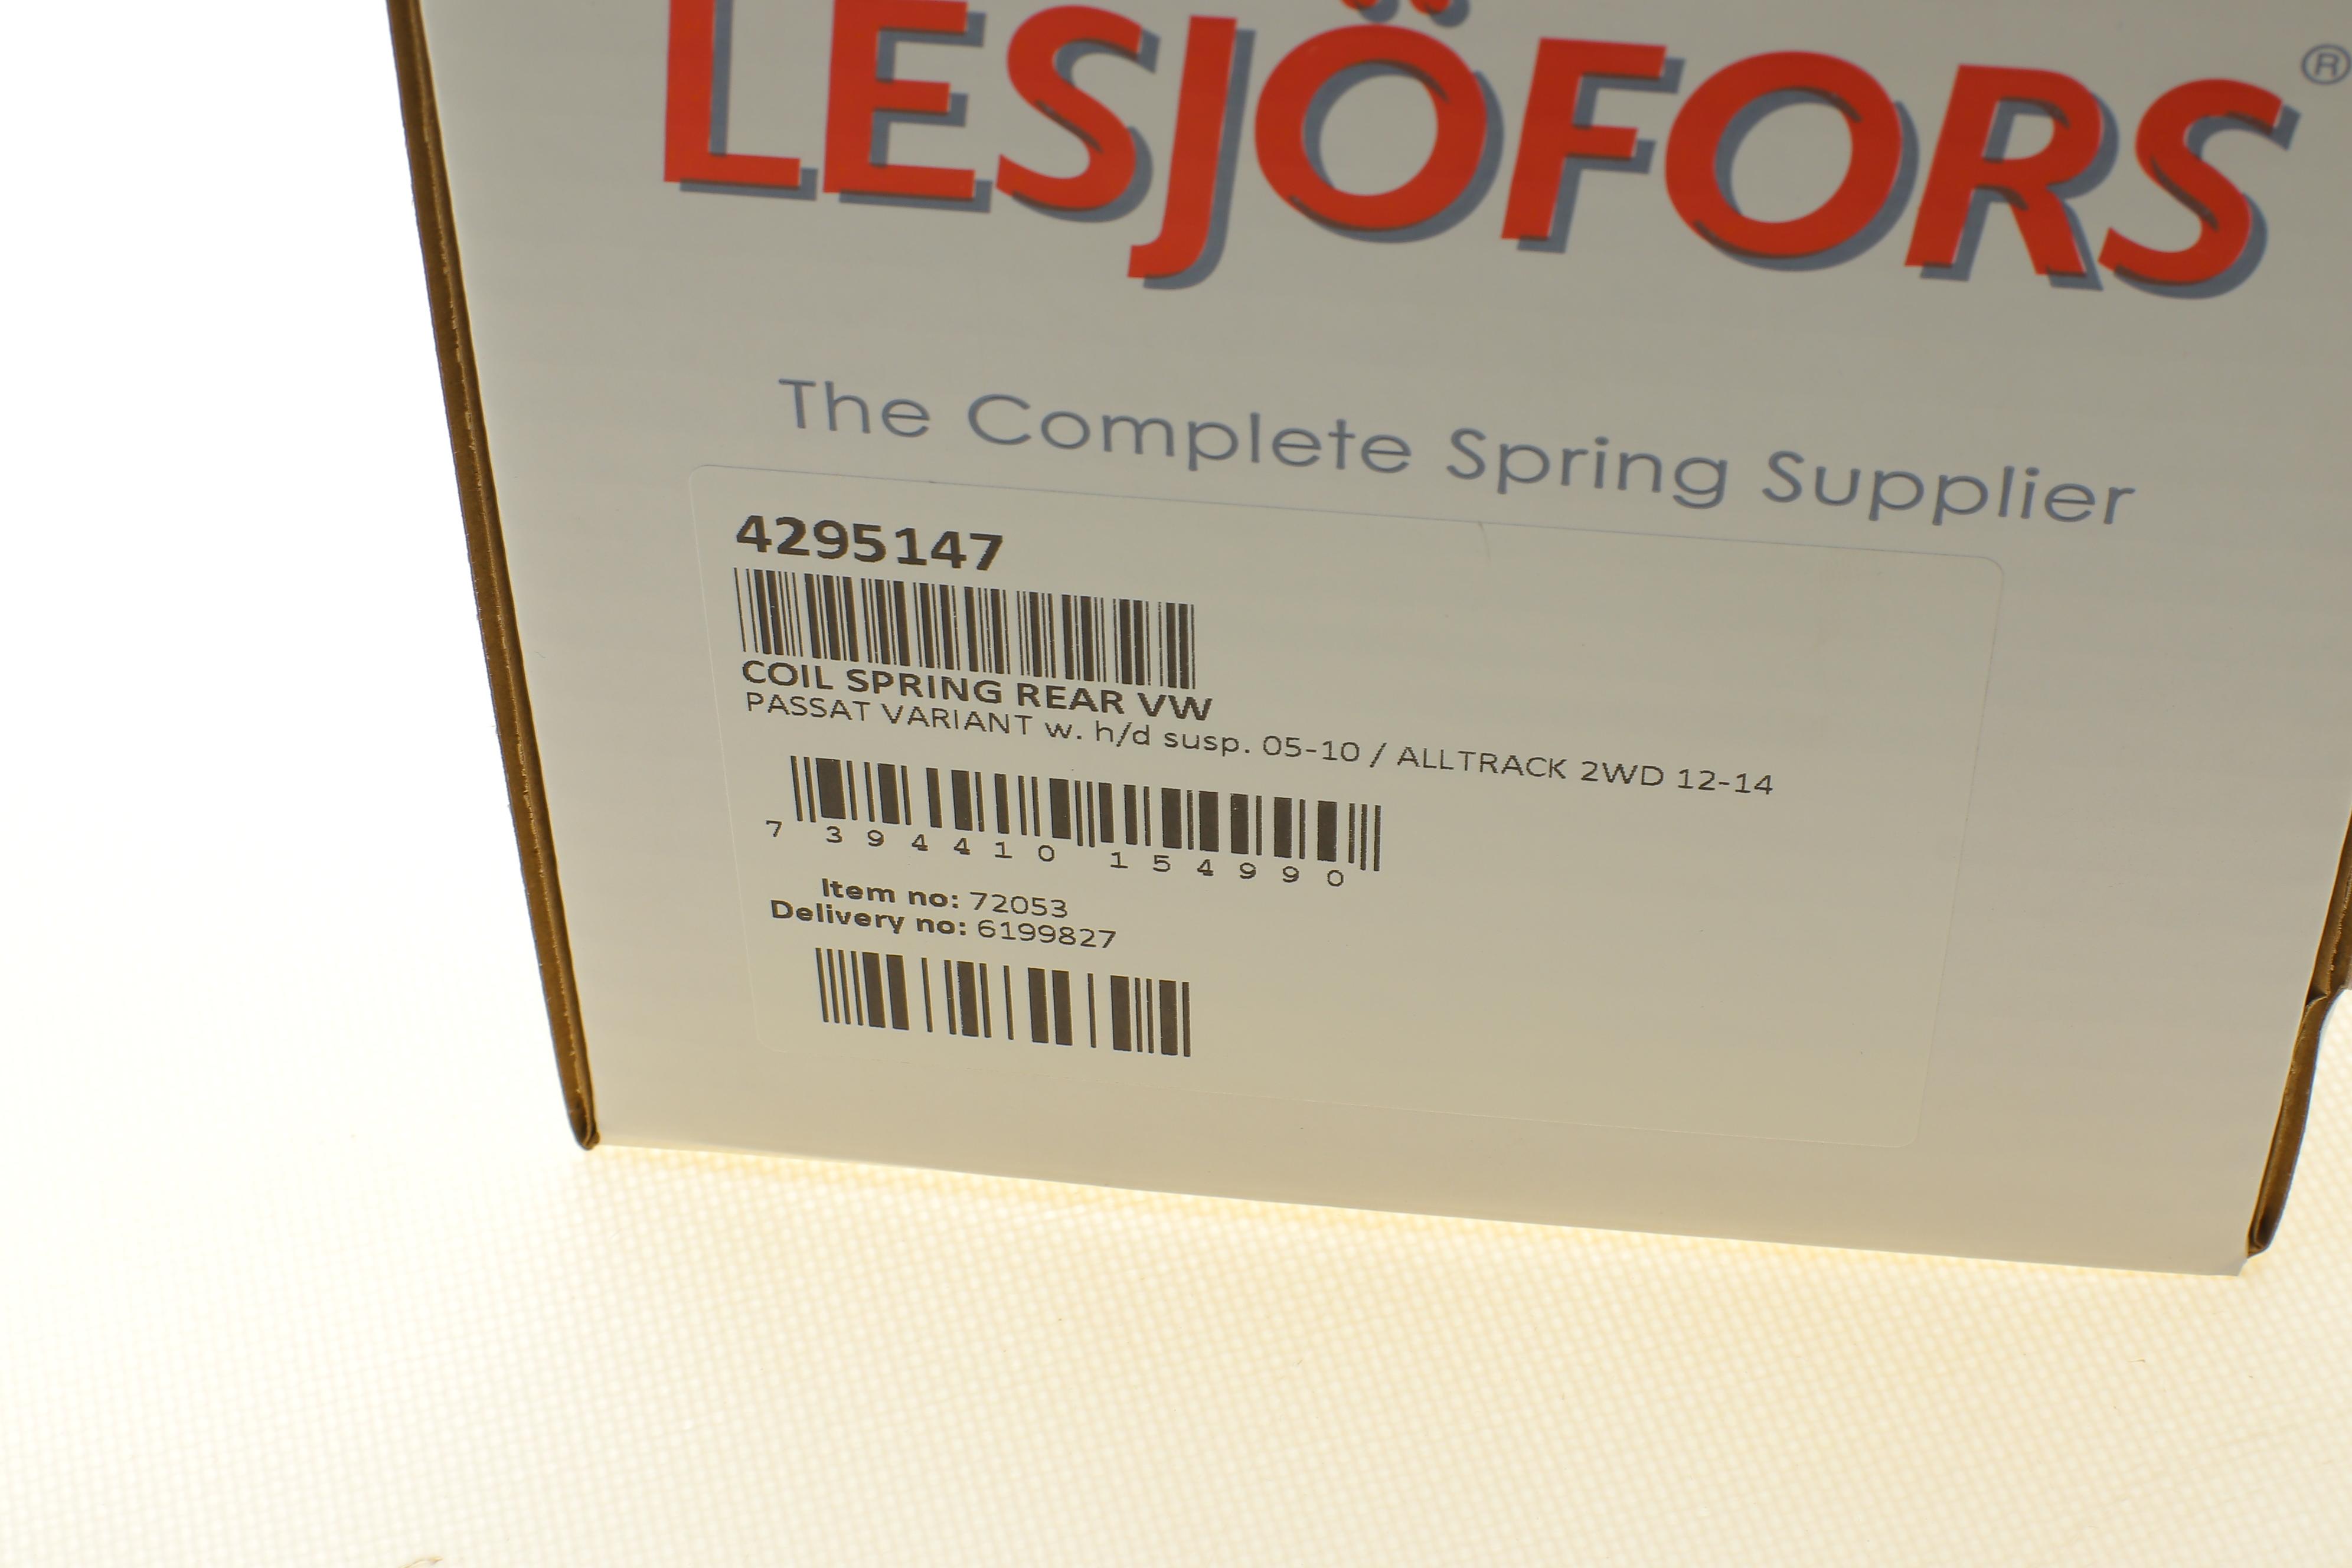 LESJÖFORS®
The Complete Spring Supplier
4295147
COIL SPRING REAR VW
PASSAT VARIANT w. h/d susp. 05-10 / ALLTRACK 2WD 12-14
7 394410 154990
Item no: 72053
Delivery no: 6199827